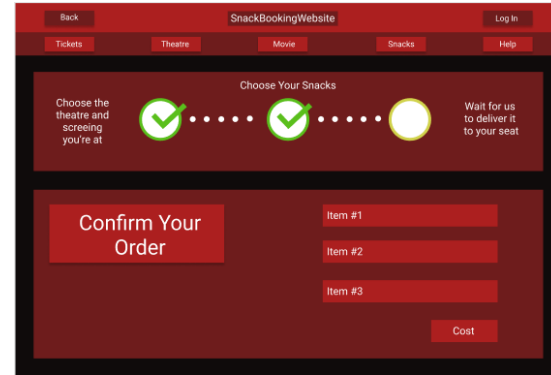 Back
SnackBookingWebsite
Log In
Tickets
Theatre
Movie
Snacks
Help
Choose Your Snacks
Choose the
theatre and
screeing
you're at
Wait for us
to deliver it
to your seat
Confirm Your
Order
Item #1
Item #2
Item #3
Cost